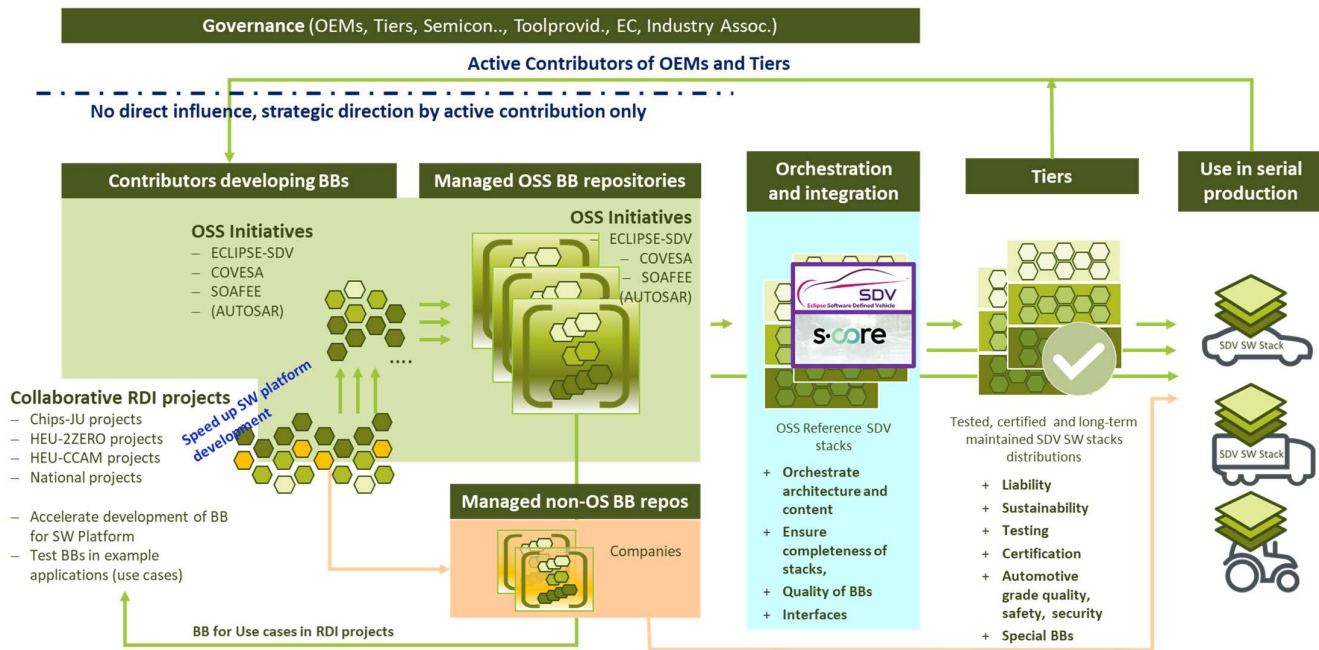 Governance (OEMs, Tiers, Semicon.., Toolprovid., EC, Industry Assoc.)
Active Contributors of OEMs and Tiers
No direct influence, strategic direction by active contribution only
Contributors developing BBs
OSS Initiatives
– ECLIPSE-SDV
– COVESA
– SOAFEE
– (AUTOSAR)
....
Speed up SW platform
development
Collaborative RDI projects
– Chips-JU projects
– HEU-2ZERO projects
– HEU-CCAM projects
– National projects
– Accelerate development of BB
for SW Platform
– Test BBs in example
applications (use cases)
BB for Use cases in RDI projects
Managed OSS BB repositories
OSS Initiatives
– ECLIPSE-SDV
– COVESA
– SOAFEE
(AUTOSAR)
Managed non-OS BB repos
Companies
Orchestration
and integration
SDV
Eclipse Software Defined Vehicle
s·core
OSS Reference SDV
stacks
+ Orchestrate
architecture and
content
+ Ensure
completeness of
stacks,
+ Quality of BBs
+ Interfaces
Tiers
Tested, certified and long-term
maintained SDV SW stacks
distributions
+ Liability
+ Sustainability
+ Testing
+ Certification
+ Automotive
grade quality,
safety, security
+ Special BBs
Use in serial
production
SDV SW Stack
SDV SW Stack